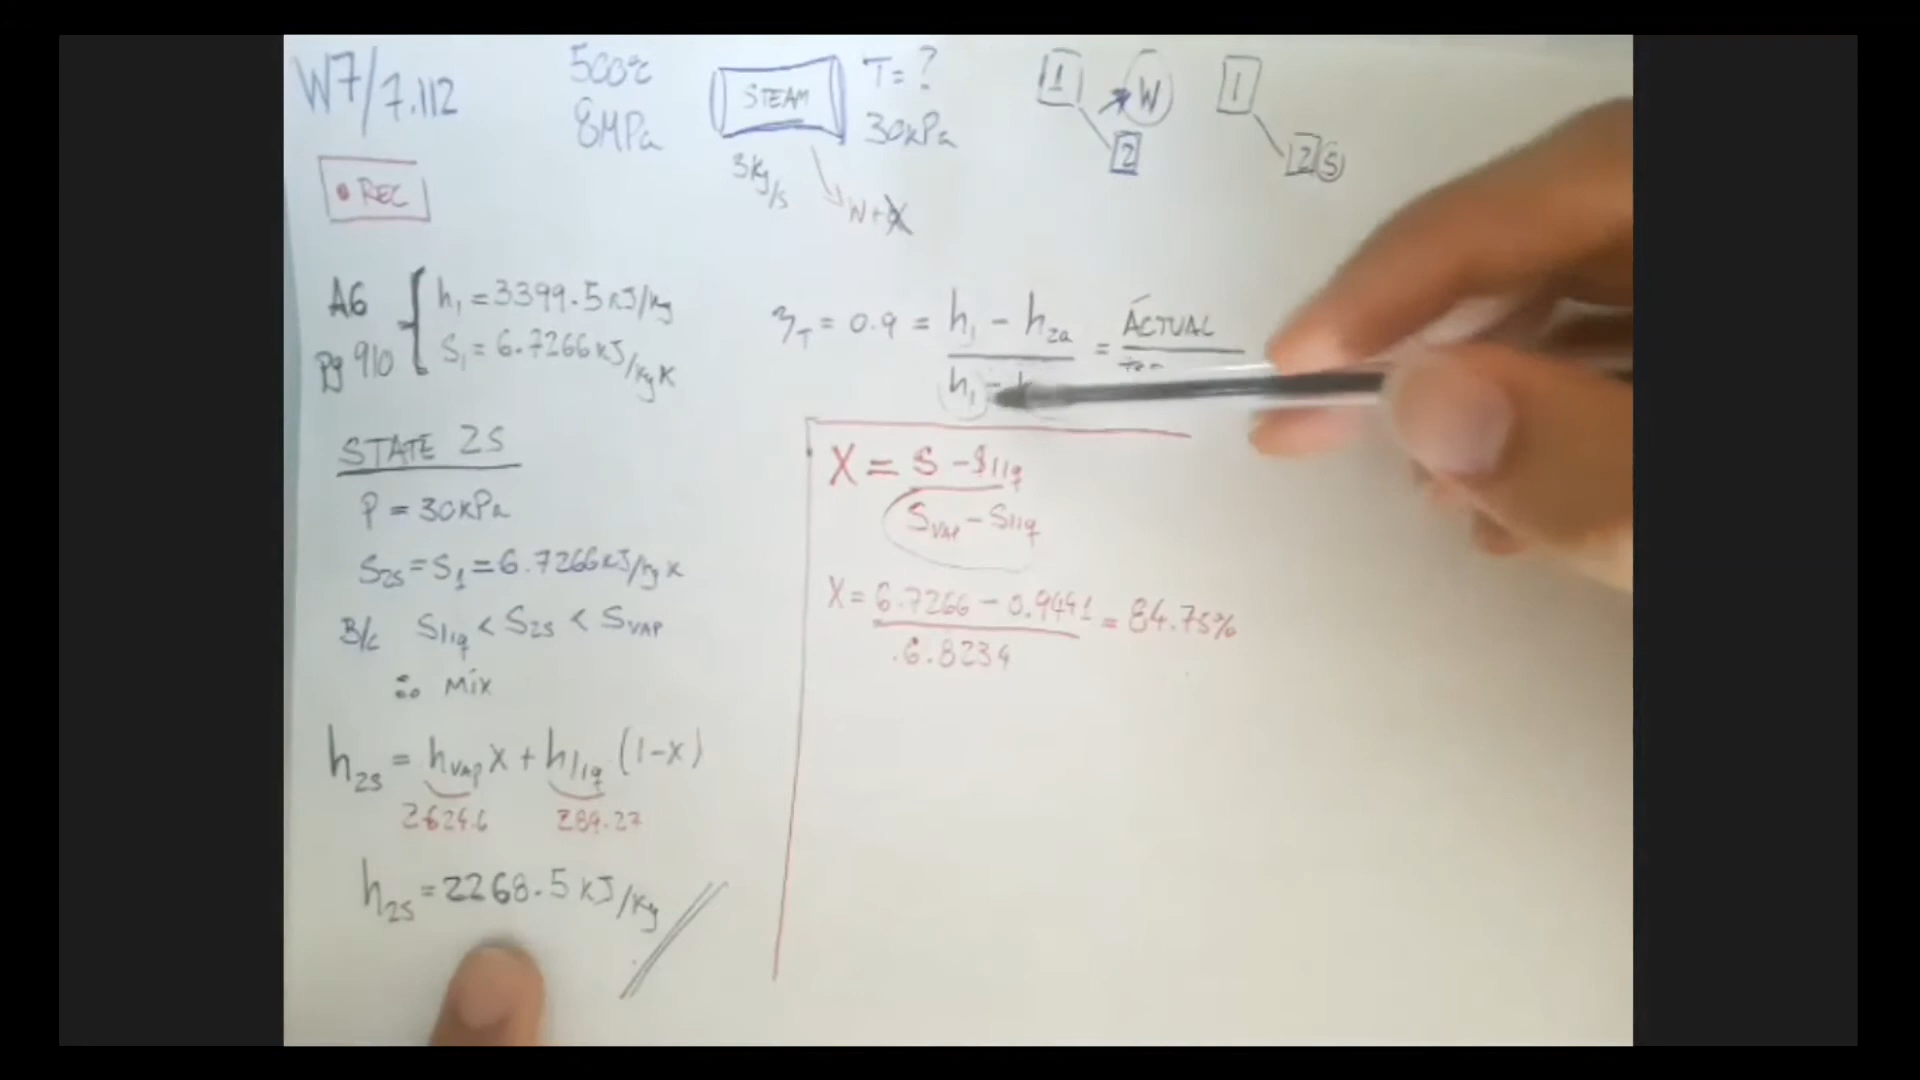 W7/7.112
500°C
8MPa
STEAM
3kg/s
T=?
30kPa
W+Q
1
W
2
1
2S
• REC
A6
Pg 910
h₁ = 3399.5 kJ/kg
S₁ = 6.7266 kJ/kg K
ηT = 0.9 = h₁ - h2a = ACTUAL
h₁ -
STATE 2S
P = 30kPa
S2s = S₁ = 6.7266 kJ/kg K
B/c Sliq < S2s < SVAP
∴ Mix
h2s = hVAP X + hliq (1-x)
2624.6 289.27
h2s = 2268.5 kJ/kg
X = S - Sliq
SVAP - Sliq
X = 6.7266 - 0.9441 = 84.75%
6.8234